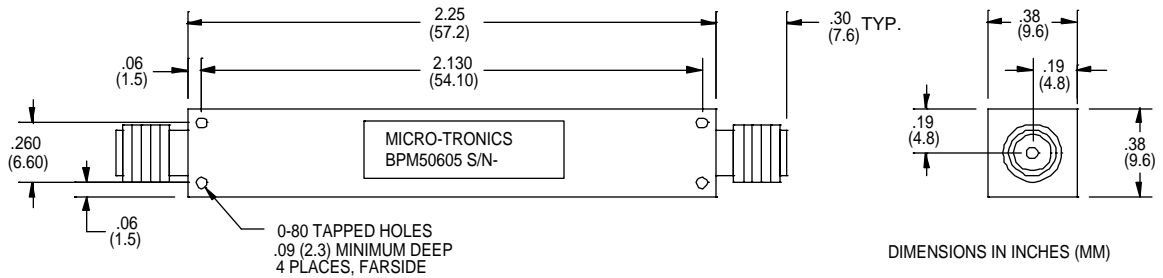 2.25
(57.2)
.30
(7.6) TYP.
.38
(9.6)
.06
(1.5)
2.130
(54.10)
.19
(4.8)
.260
(6.60)
MICRO-TRONICS
BPM50605 S/N-
.19
(4.8)
.38
(9.6)
.06
(1.5)
0-80 TAPPED HOLES
.09 (2.3) MINIMUM DEEP
4 PLACES, FARSIDE
DIMENSIONS IN INCHES (MM)